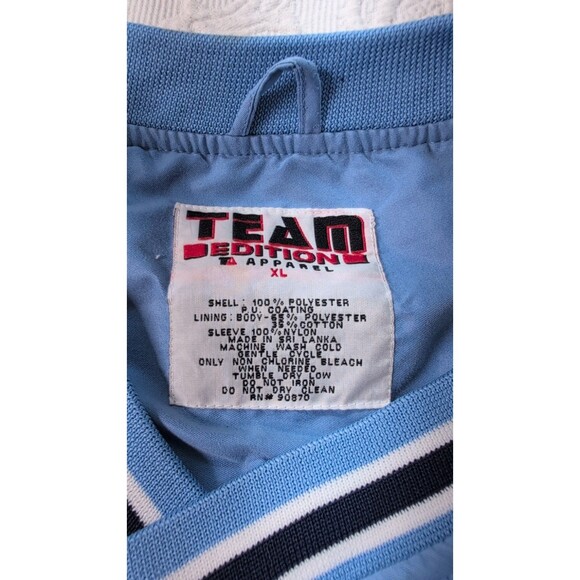 TEAM
EDITION
APPAREL
XL
SHELL: 100% POLYESTER
P.U. COATING
LINING: BODY-65% POLYESTER
35% COTTON
SLEEVE 100% NYLON
MADE IN SRI LANKA
MACHINE WASH COLD
GENTLE CYCLE
ONLY NON CHLORINE BLEACH
WHEN NEEDED
TUMBLE DRY LOW
DO NOT IRON
DO NOT DRY CLEAN
RN# 90870